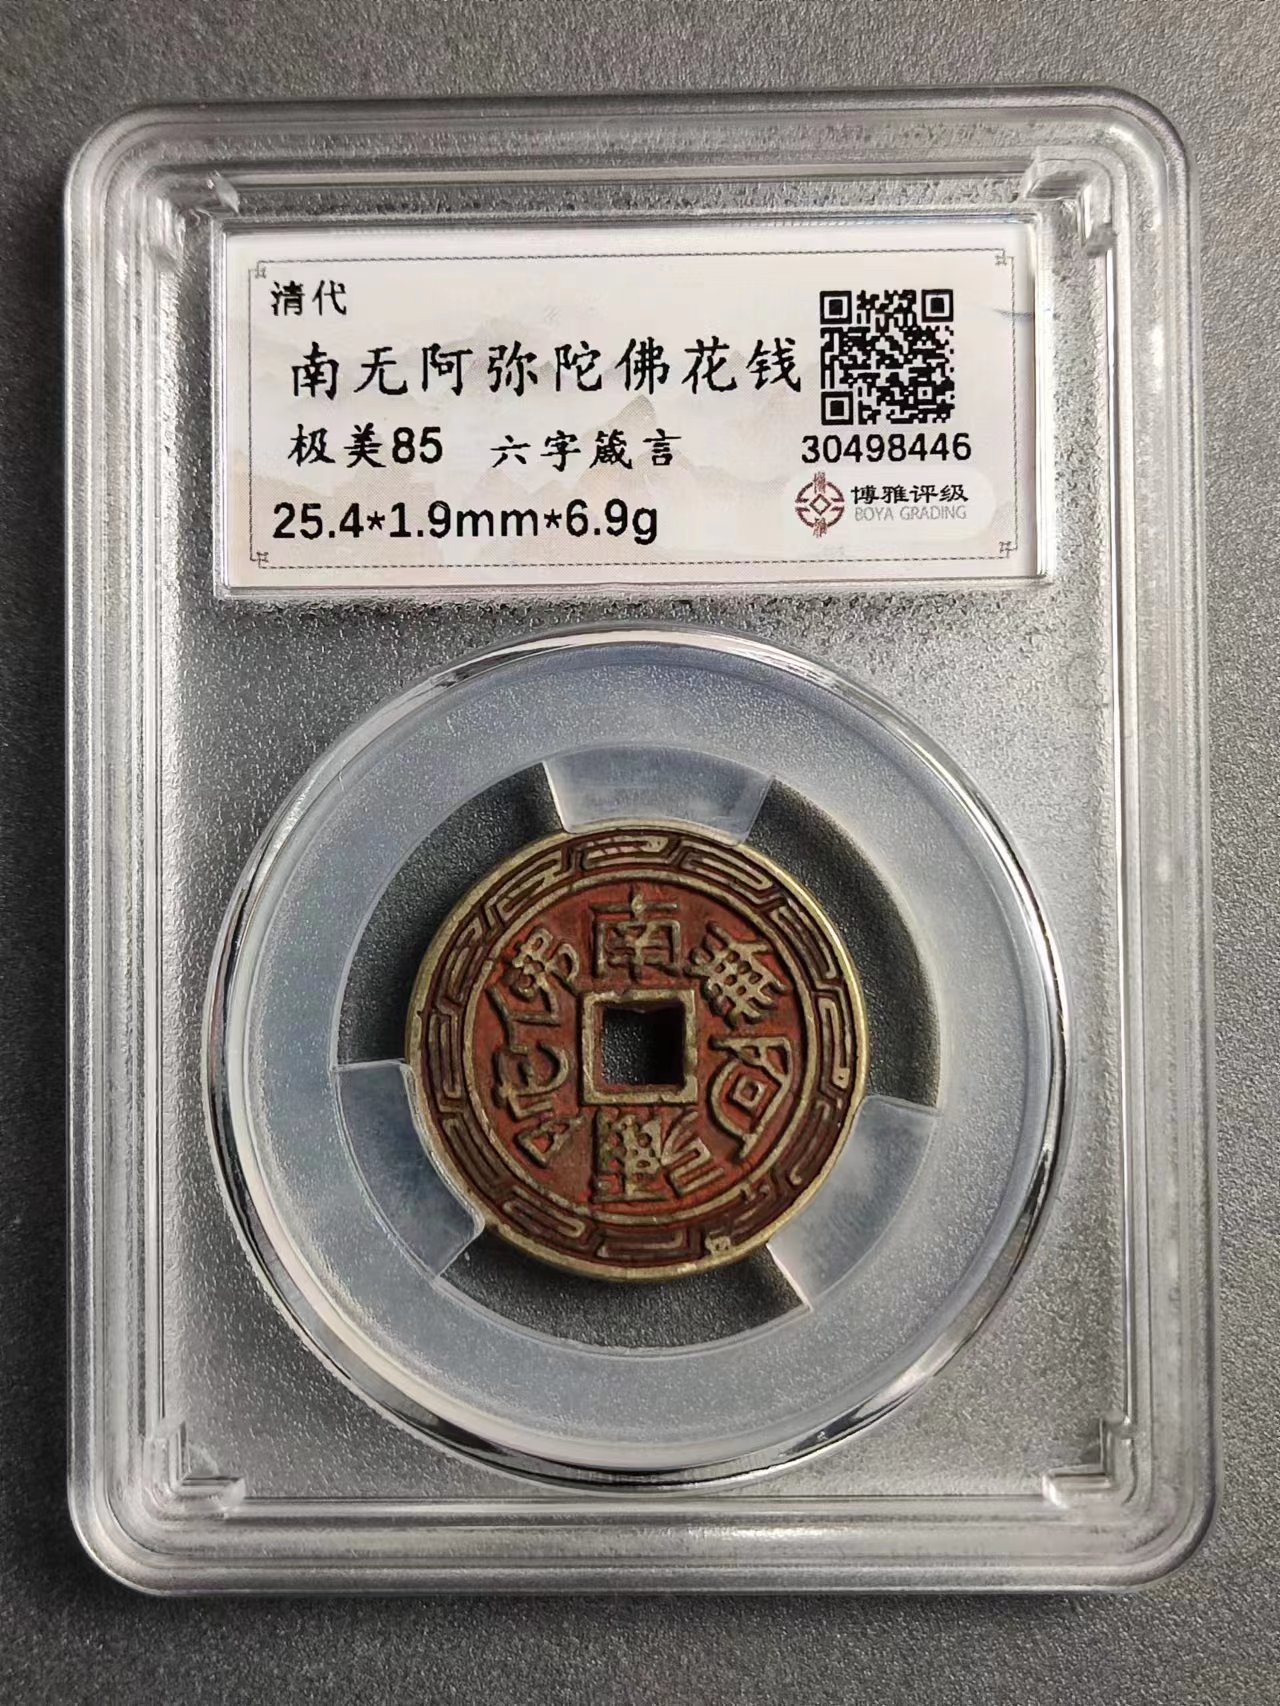 清代
南无阿弥陀佛花钱
极美85 六字箴言
25.4*1.9mm*6.9g
30498446
博雅评级
BOYA GRADING
南無阿彌陀佛